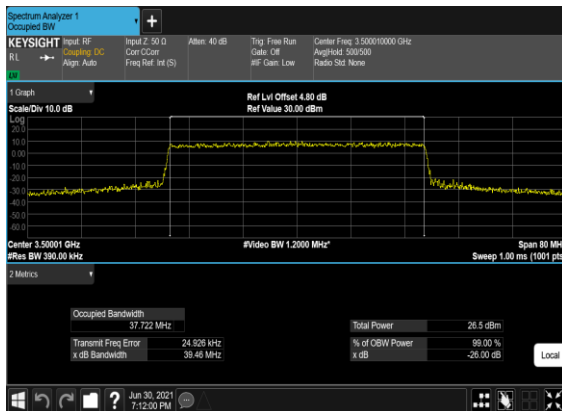 Spectrum Analyzer 1
Occupied BW
KEYSIGHT
RL
Input: RF
Coupling: DC
Align: Auto
Input Z: 50 Ω
Corr CCorr
Freq Ref: Int (S)
Atten: 40 dB
Trig: Free Run
Gate: Off
#IF Gain: Low
Center Freq: 3.500010000 GHz
Avg|Hold: 500/500
Radio Std: None
1 Graph
Scale/Div 10.0 dB
Ref Lvl Offset 4.80 dB
Ref Value 30.00 dBm
Log
20.0
10.0
0.00
-10.0
-20.0
-30.0
-40.0
-50.0
-60.0
Center 3.50001 GHz
#Res BW 390.00 kHz
#Video BW 1.2000 MHz*
Span 80 MH
Sweep 1.00 ms (1001 pts
2 Metrics
Occupied Bandwidth
37.722 MHz
Transmit Freq Error 24.926 kHz
x dB Bandwidth 39.46 MHz
Total Power 26.5 dBm
% of OBW Power 99.00 %
x dB -26.00 dB
Local
?
Jun 30, 2021
7:12:00 PM